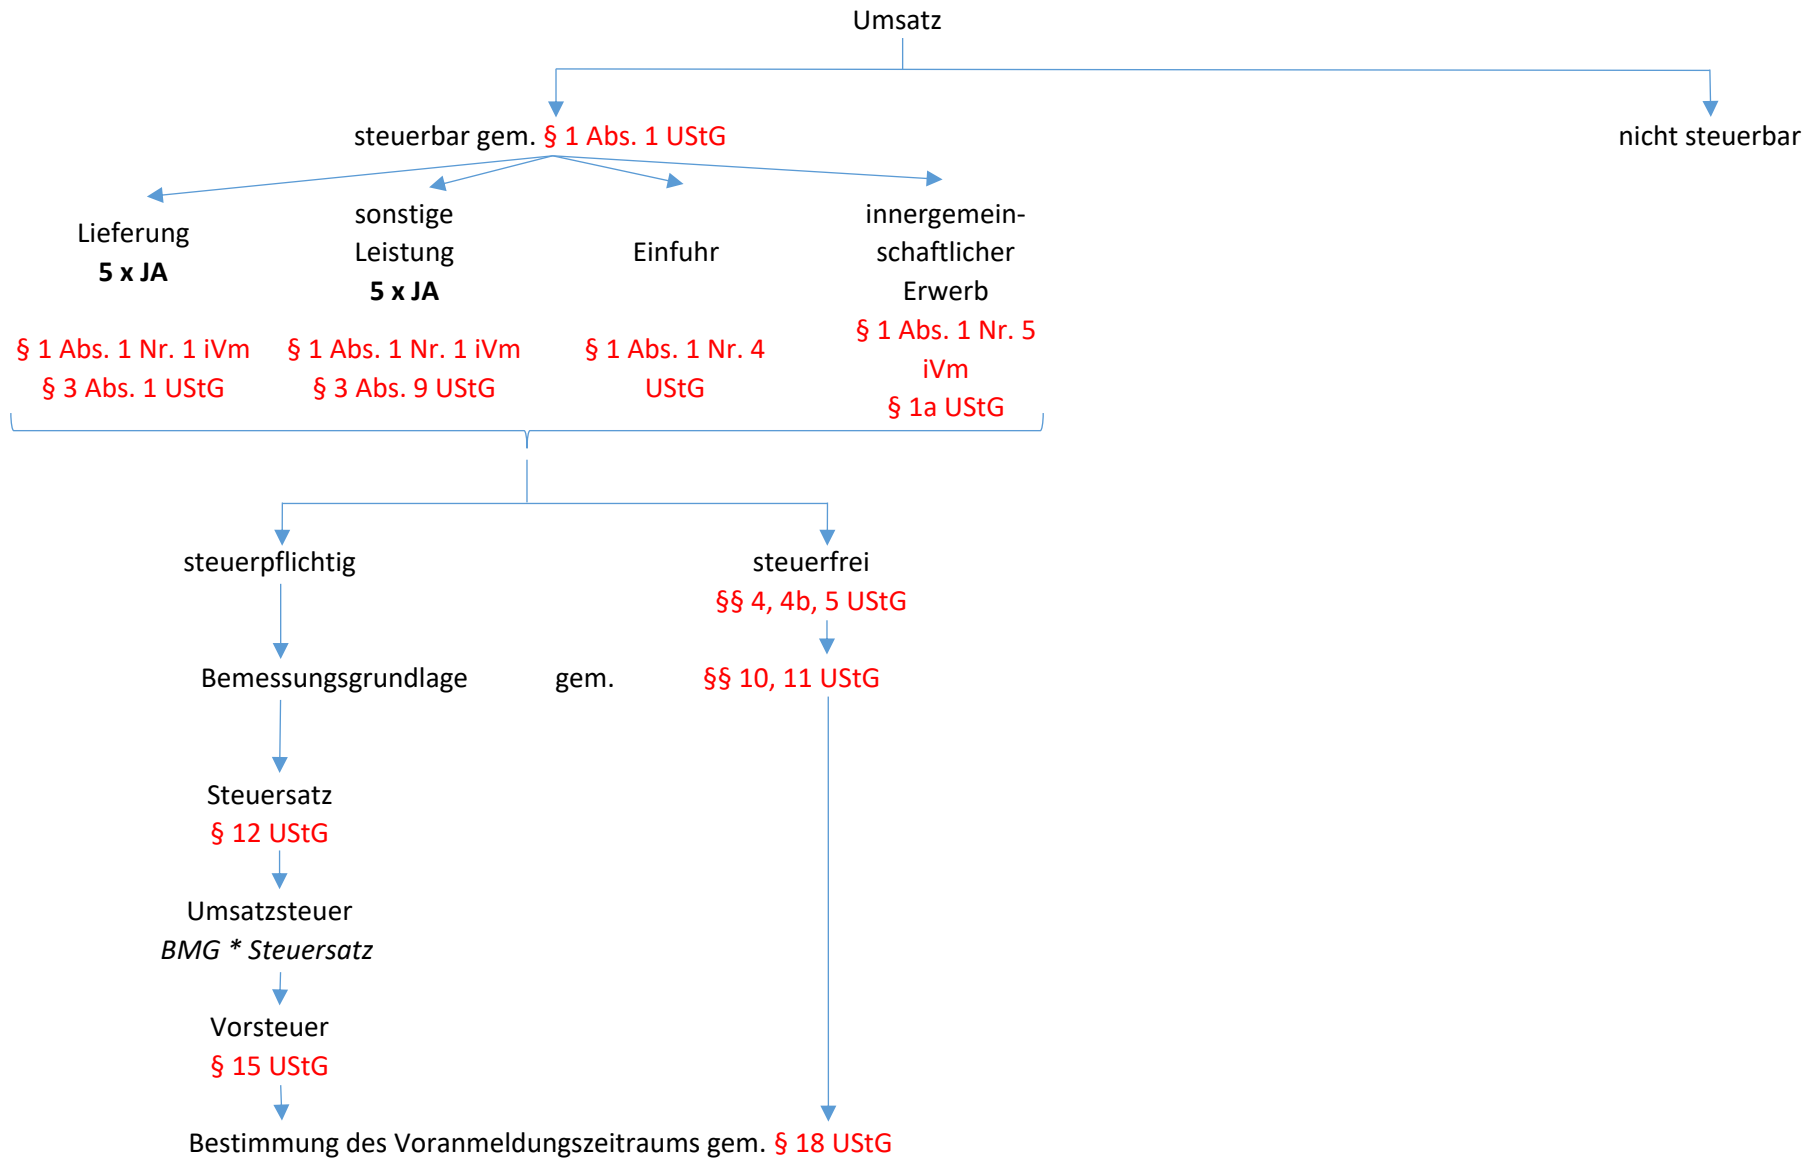 Umsatz
steuerbar gem. § 1 Abs. 1 UStG
nicht steuerbar
Lieferung
5 x JA
§ 1 Abs. 1 Nr. 1 iVm
§ 3 Abs. 1 UStG
sonstige
Leistung
5 x JA
§ 1 Abs. 1 Nr. 1 iVm
§ 3 Abs. 9 UStG
Einfuhr
§ 1 Abs. 1 Nr. 4
UStG
innergemein-
schaftlicher
Erwerb
§ 1 Abs. 1 Nr. 5
iVm
§ 1a UStG
steuerpflichtig
steuerfrei
§§ 4, 4b, 5 UStG
Bemessungsgrundlage gem. §§ 10, 11 UStG
Steuersatz
§ 12 UStG
Umsatzsteuer
BMG * Steuersatz
Vorsteuer
§ 15 UStG
Bestimmung des Voranmeldungszeitraums gem. § 18 UStG